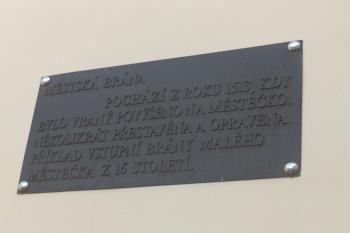 MĚSTSKÁ BRÁNA.
POCHÁZÍ Z ROKU 1513, KDY
BYLO VRANÝ POVÝŠENO NA MĚSTEČKO.
NĚKOLIKRÁT PŘESTAVĚNA A OPRAVENA.
PŘÍKLAD VSTUPNÍ BRÁNY MALÉHO
MĚSTEČKA Z 16 STOLETÍ.